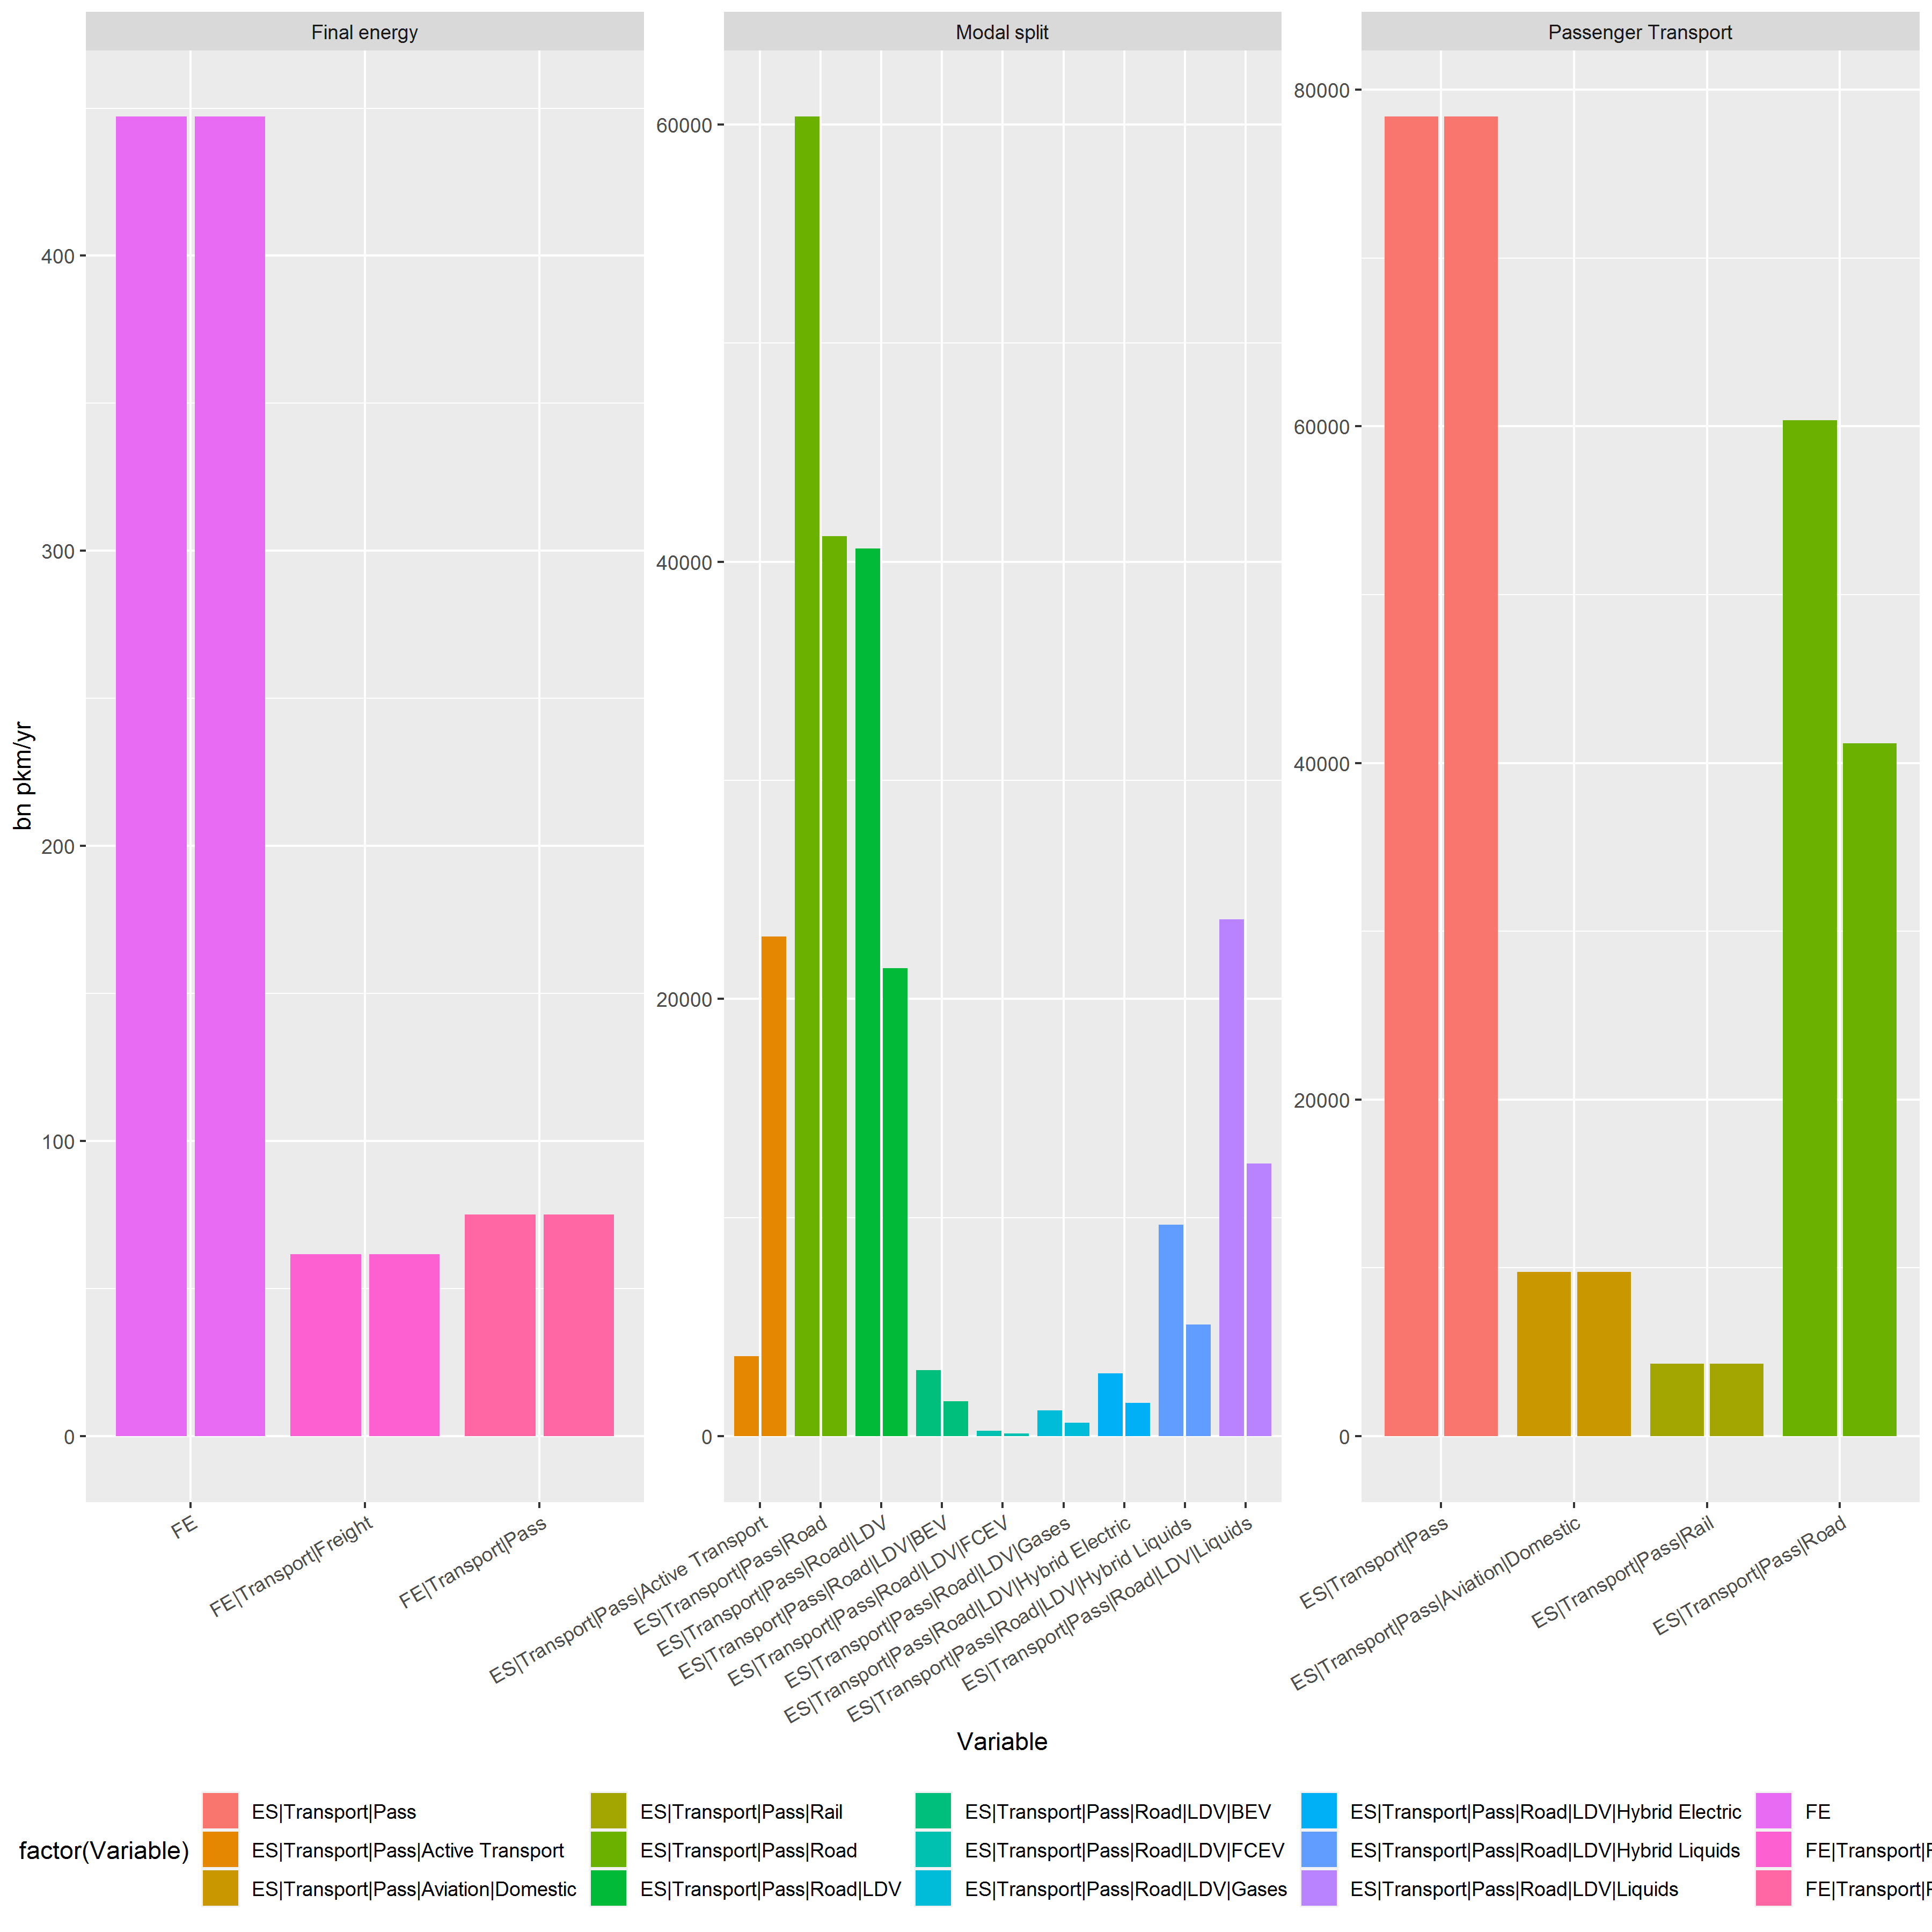 Final energy
Modal split
Passenger Transport
bn pkm/yr
400
300
200
100
0
60000
40000
20000
0
80000
60000
40000
20000
0
FE
FE|Transport|Freight
FE|Transport|Pass
ES|Transport|Pass|Active Transport
ES|Transport|Pass|Road
ES|Transport|Pass|Road|LDV
ES|Transport|Pass|Road|LDV|BEV
ES|Transport|Pass|Road|LDV|FCEV
ES|Transport|Pass|Road|LDV|Gases
ES|Transport|Pass|Road|LDV|Hybrid Electric
ES|Transport|Pass|Road|LDV|Hybrid Liquids
ES|Transport|Pass|Road|LDV|Liquids
ES|Transport|Pass
ES|Transport|Pass|Aviation|Domestic
ES|Transport|Pass|Rail
ES|Transport|Pass|Road
Variable
factor(Variable)
ES|Transport|Pass
ES|Transport|Pass|Active Transport
ES|Transport|Pass|Aviation|Domestic
ES|Transport|Pass|Rail
ES|Transport|Pass|Road
ES|Transport|Pass|Road|LDV
ES|Transport|Pass|Road|LDV|BEV
ES|Transport|Pass|Road|LDV|FCEV
ES|Transport|Pass|Road|LDV|Gases
ES|Transport|Pass|Road|LDV|Hybrid Electric
ES|Transport|Pass|Road|LDV|Hybrid Liquids
ES|Transport|Pass|Road|LDV|Liquids
FE
FE|Transport|
FE|Transport|